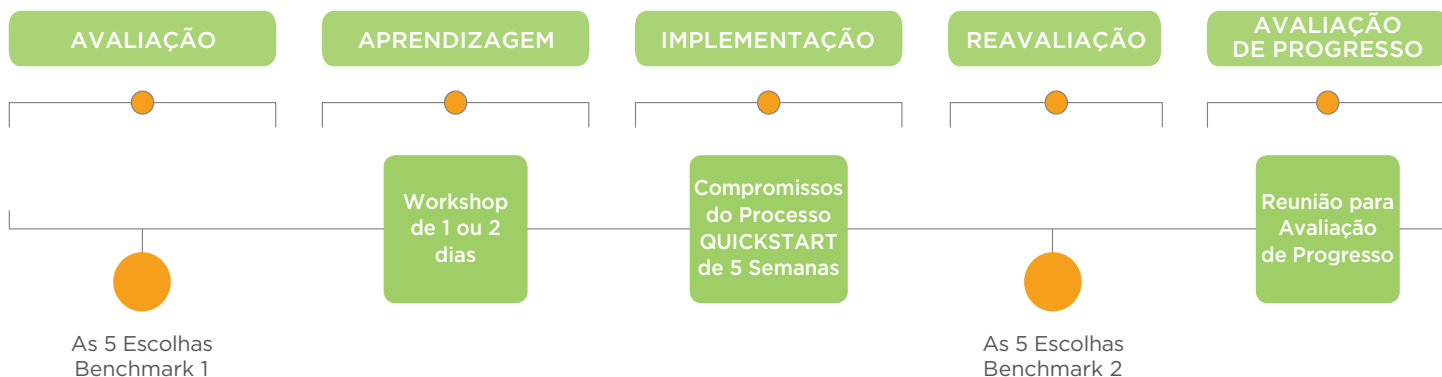 AVALIAÇÃO
APRENDIZAGEM
IMPLEMENTAÇÃO
REAVALIAÇÃO
AVALIAÇÃO
DE PROGRESSO
Workshop
de 1 ou 2
dias
Compromissos
do Processo
QUICKSTART
de 5 Semanas
Reunião para
Avaliação
de Progresso
As 5 Escolhas
Benchmark 1
As 5 Escolhas
Benchmark 2